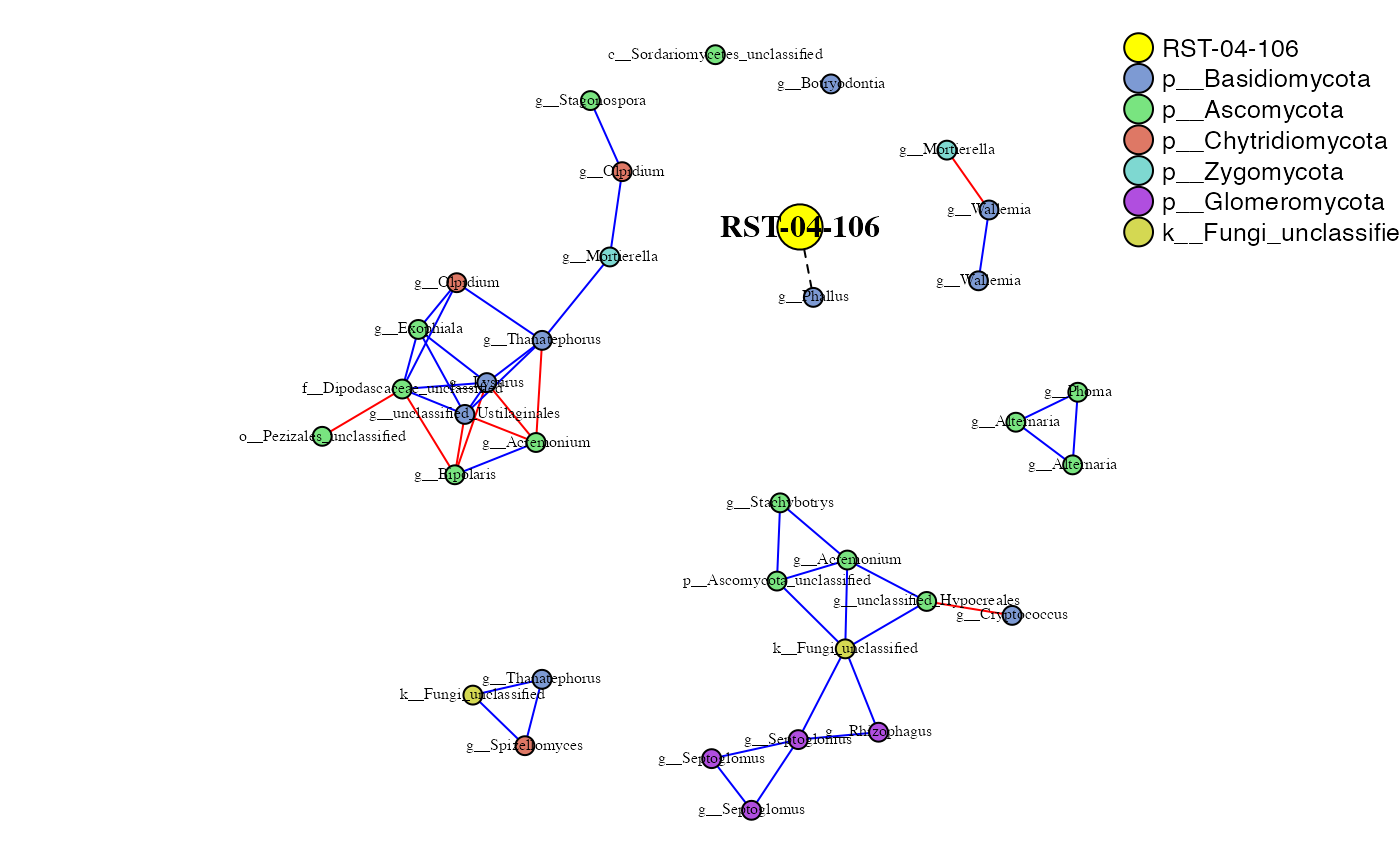 c__Sordariomycetes_unclassified
g__Botryodontia
g__Stagonospora
g__Mortierella
g__Olpidium
g__Wallemia
RST-04-106
g__Mortierella
g__Wallemia
g__Olpidium
g__Phallus
g__Exophiala
g__Thanatephorus
g__Lysurus
f__Dipodascaceae_unclassified
g__Phoma
g__unclassified_Ustilaginales
g__Alternaria
o__Pezizales_unclassified
g__Acremonium
g__Alternaria
g__Bipolaris
g__Stachybotrys
g__Acremonium
p__Ascomycota_unclassified
g__unclassified_Hypocreales
g__Cryptococcus
k__Fungi_unclassified
g__Thanatephorus
k__Fungi_unclassified
g__Spizellomyces
g__Rhizophagus
g__Septoglomus
g__Septoglomus
g__Septoglomus
RST-04-106
p__Basidiomycota
p__Ascomycota
p__Chytridiomycota
p__Zygomycota
p__Glomeromycota
k__Fungi_unclassifie